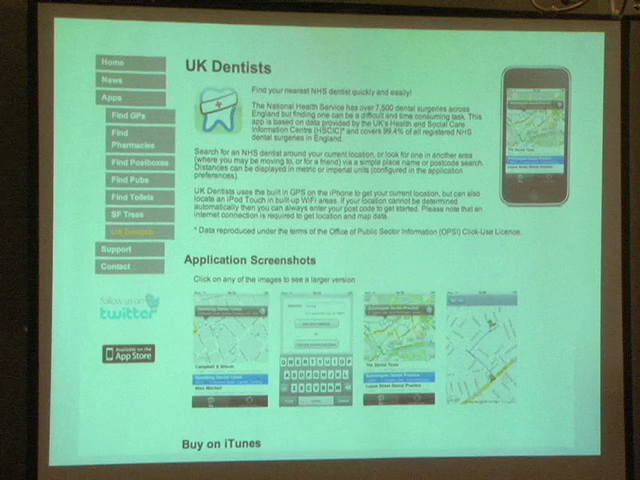 Home
News
Apps
Find GPs
Find
Pharmacies
Find Postboxes
Find Pubs
Find Toilets
SF Trees
UK Dentists
Support
Contact
follow us on
twitter
Available on the
App Store
UK Dentists
Find your nearest NHS dentist quickly and easily!
The National Health Service has over 7,500 dental surgeries across
England but finding one can be a difficult and time consuming task. This
app is based on data provided by the UK's Health and Social Care
Information Centre (HSCIC)* and covers 99.4% of all registered NHS
dental surgeries in England.
Search for an NHS dentist around your current location, or look for one in another area
(where you may be moving to, or for a friend) via a simple place name or postcode search.
Distances can be displayed in metric or imperial units (configured in the application
preferences).
UK Dentists uses the built in GPS on the iPhone to get your current location, but can also
locate an iPod Touch in built-up WiFi areas. If your location cannot be determined
automatically then you can always enter your post code to get started. Please note that an
internet connection is required to get location and map data.
* Data reproduced under the terms of the Office of Public Sector Information (OPSI) Click-Use Licence.
Application Screenshots
Click on any of the images to see a larger version
The Dental Team
Buy on iTunes